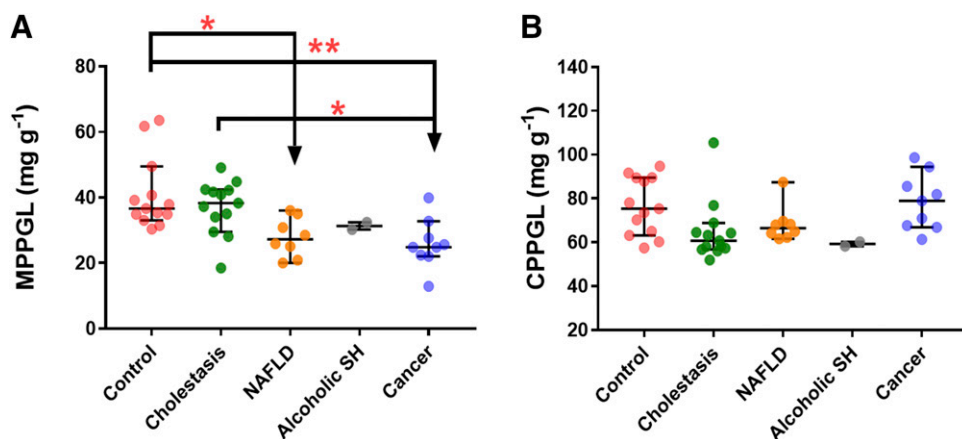 A
*
**
*
MPPGL (mg g-1)
80
60
40
20
0
Control
Cholestasis
NAFLD
Alcoholic SH
Cancer
B
CPPGL (mg g-1)
140
120
100
80
60
40
20
Control
Cholestasis
NAFLD
Alcoholic SH
Cancer